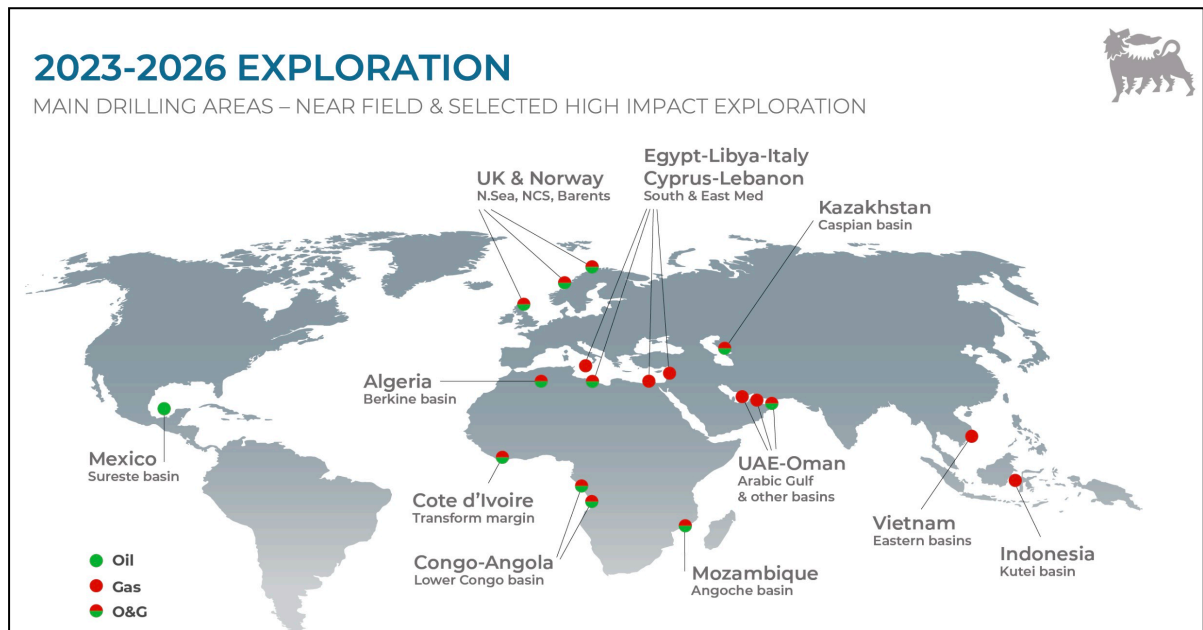 2023-2026 EXPLORATION
MAIN DRILLING AREAS – NEAR FIELD & SELECTED HIGH IMPACT EXPLORATION
UK & Norway
N.Sea, NCS, Barents
Egypt-Libya-Italy
Cyprus-Lebanon
South & East Med
Kazakhstan
Caspian basin
Algeria
Berkine basin
Mexico
Sureste basin
Cote d'Ivoire
Transform margin
Congo-Angola
Lower Congo basin
UAE-Oman
Arabic Gulf
& other basins
Mozambique
Angoche basin
Vietnam
Eastern basins
Indonesia
Kutei basin
Oil
Gas
O&G